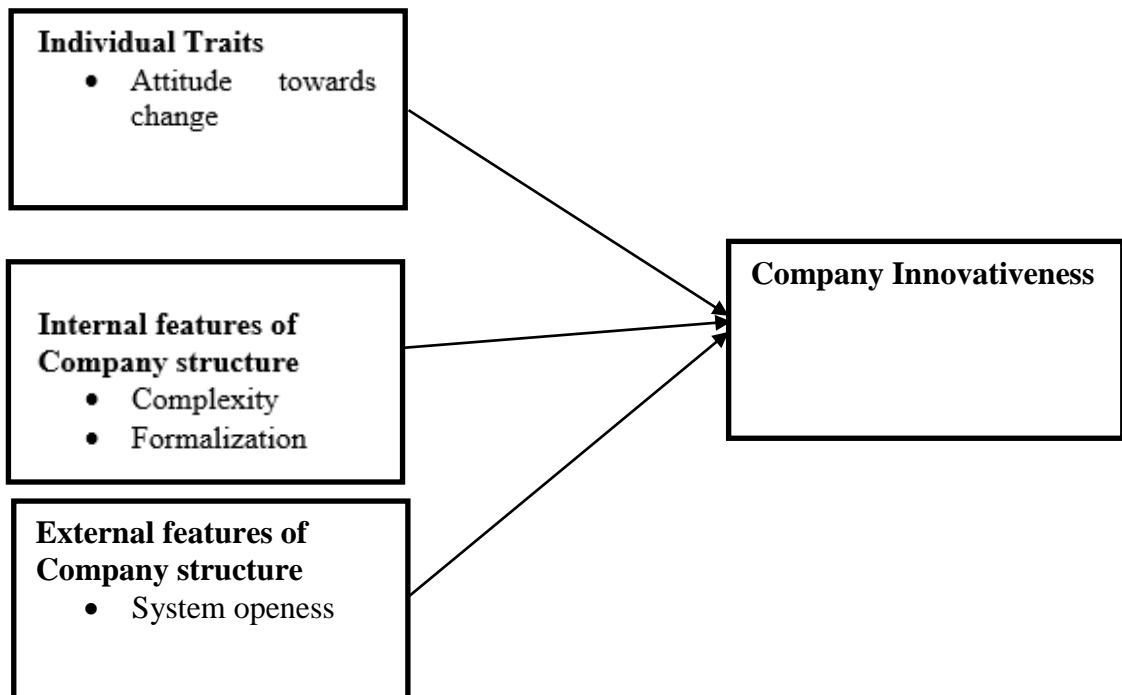 Individual Traits
• Attitude towards
change
Internal features of
Company structure
• Complexity
• Formalization
External features of
Company structure
• System openess
Company Innovativeness